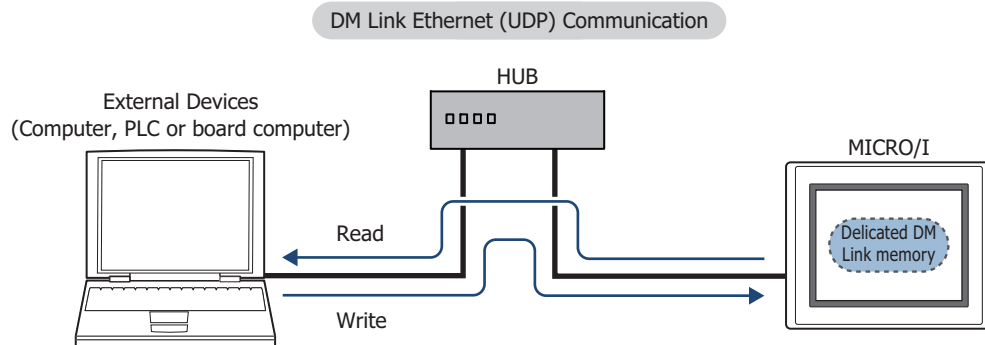 DM Link Ethernet (UDP) Communication
HUB
External Devices
(Computer, PLC or board computer)
MICRO/I
Delicated DM
Link memory
Read
Write